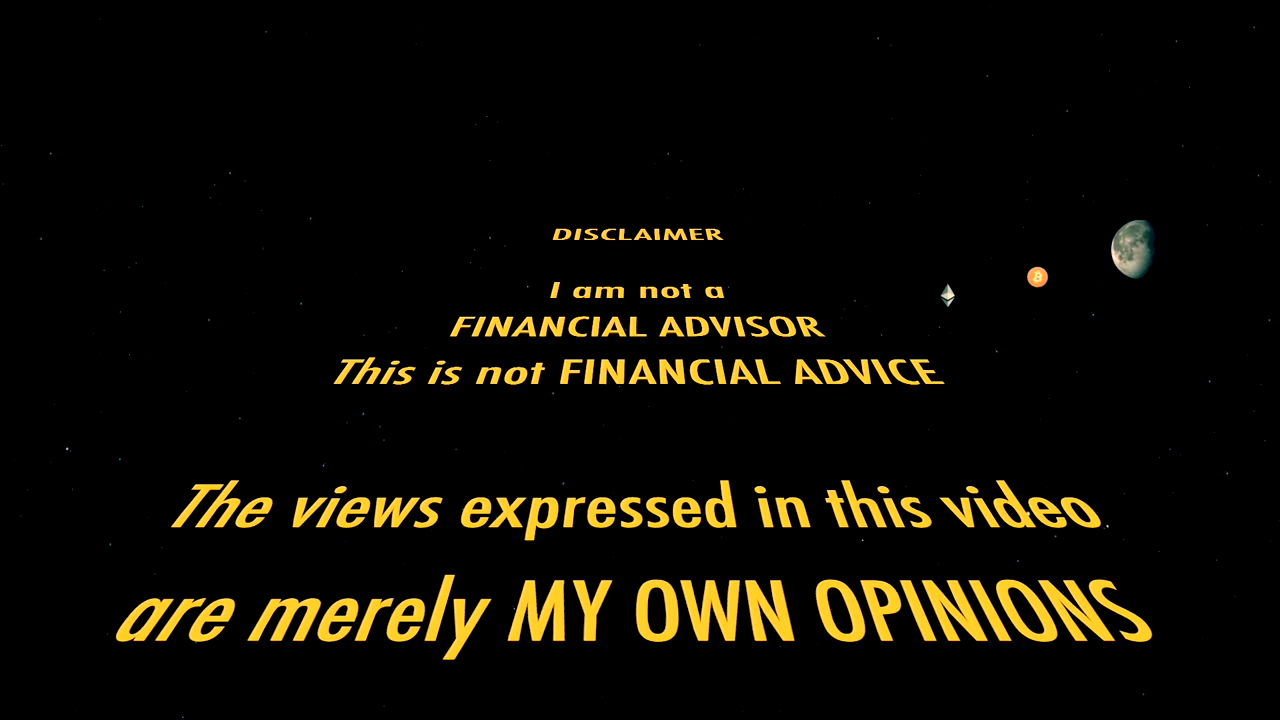 DISCLAIMER
I am not a
FINANCIAL ADVISOR
This is not FINANCIAL ADVICE
The views expressed in this video
are merely MY OWN OPINIONS